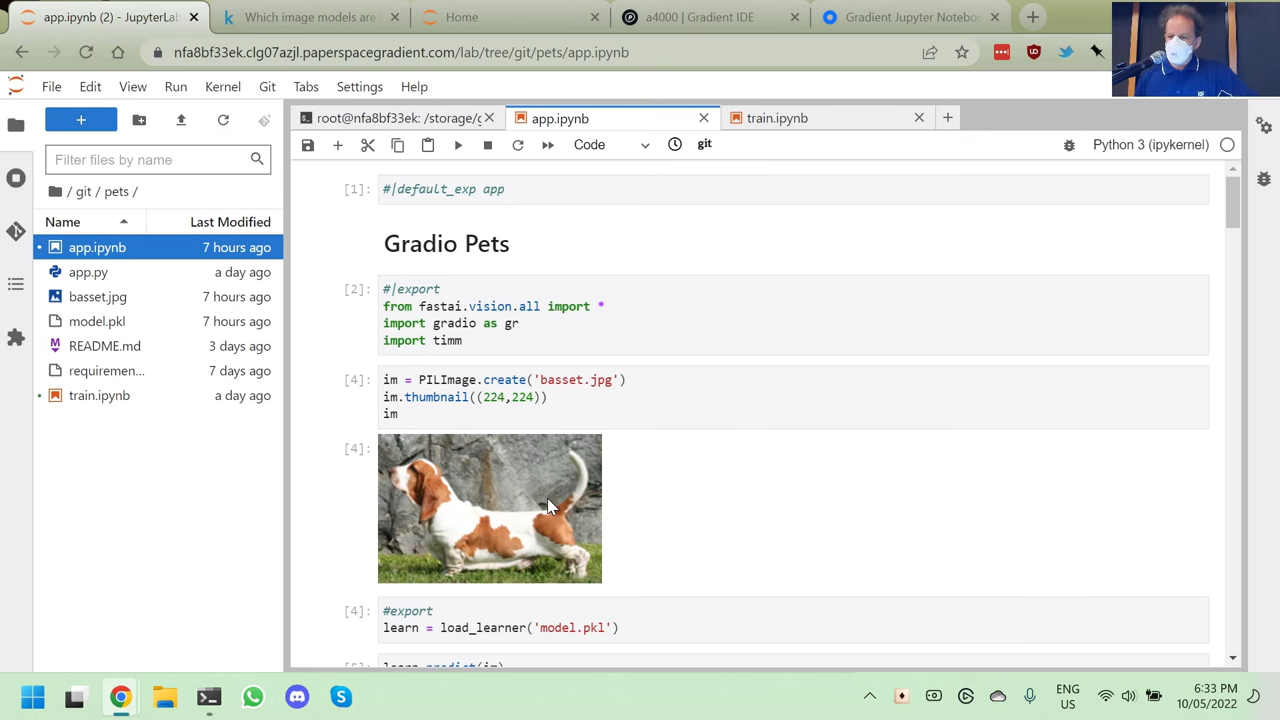 app.ipynb (2) - JupyterLab
Which image models are
Home
a4000 | Gradient IDE
Gradient Jupyter Notebo
nfa8bf33ek.clg07azjl.paperspacegradient.com/lab/tree/git/pets/app.ipynb
File Edit View Run Kernel Git Tabs Settings Help
root@nfa8bf33ek: /storage/g
app.ipynb
train.ipynb
Filter files by name
Code
git
Python 3 (ipykernel)
/ git / pets /
Name Last Modified
app.ipynb 7 hours ago
app.py a day ago
basset.jpg 7 hours ago
model.pkl 7 hours ago
README.md 3 days ago
requiremen... 7 days ago
train.ipynb a day ago
[1]: #|default_exp app
Gradio Pets
[2]: #|export
from fastai.vision.all import *
import gradio as gr
import timm
[4]: im = PILImage.create('basset.jpg')
im.thumbnail((224,224))
im
[4]:
[4]: #export
learn = load_learner('model.pkl')
[5]: learn.predict(im)
ENG
US
6:33 PM
10/05/2022